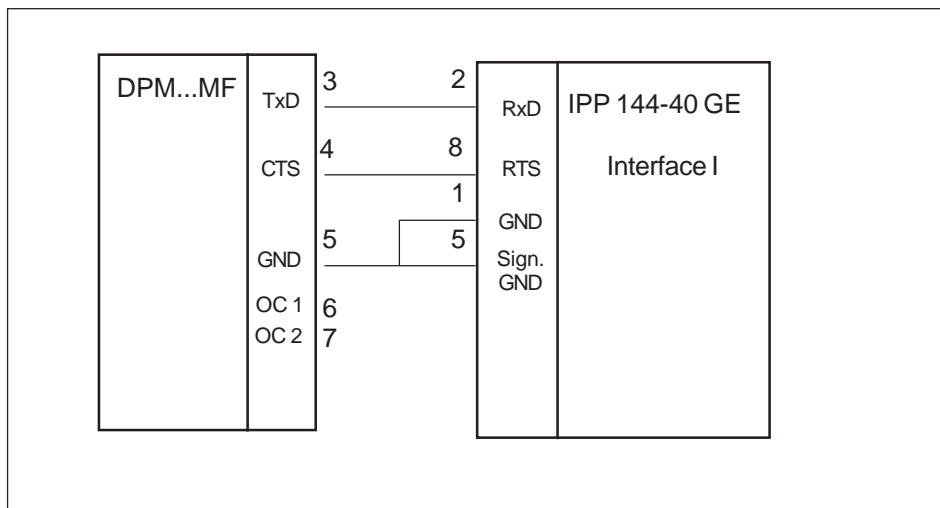 DPM...MF
TxD
3
2
RxD
IPP 144-40 GE
CTS
4
8
RTS
Interface I
1
GND
GND
5
5
Sign.
GND
OC 1
6
OC 2
7